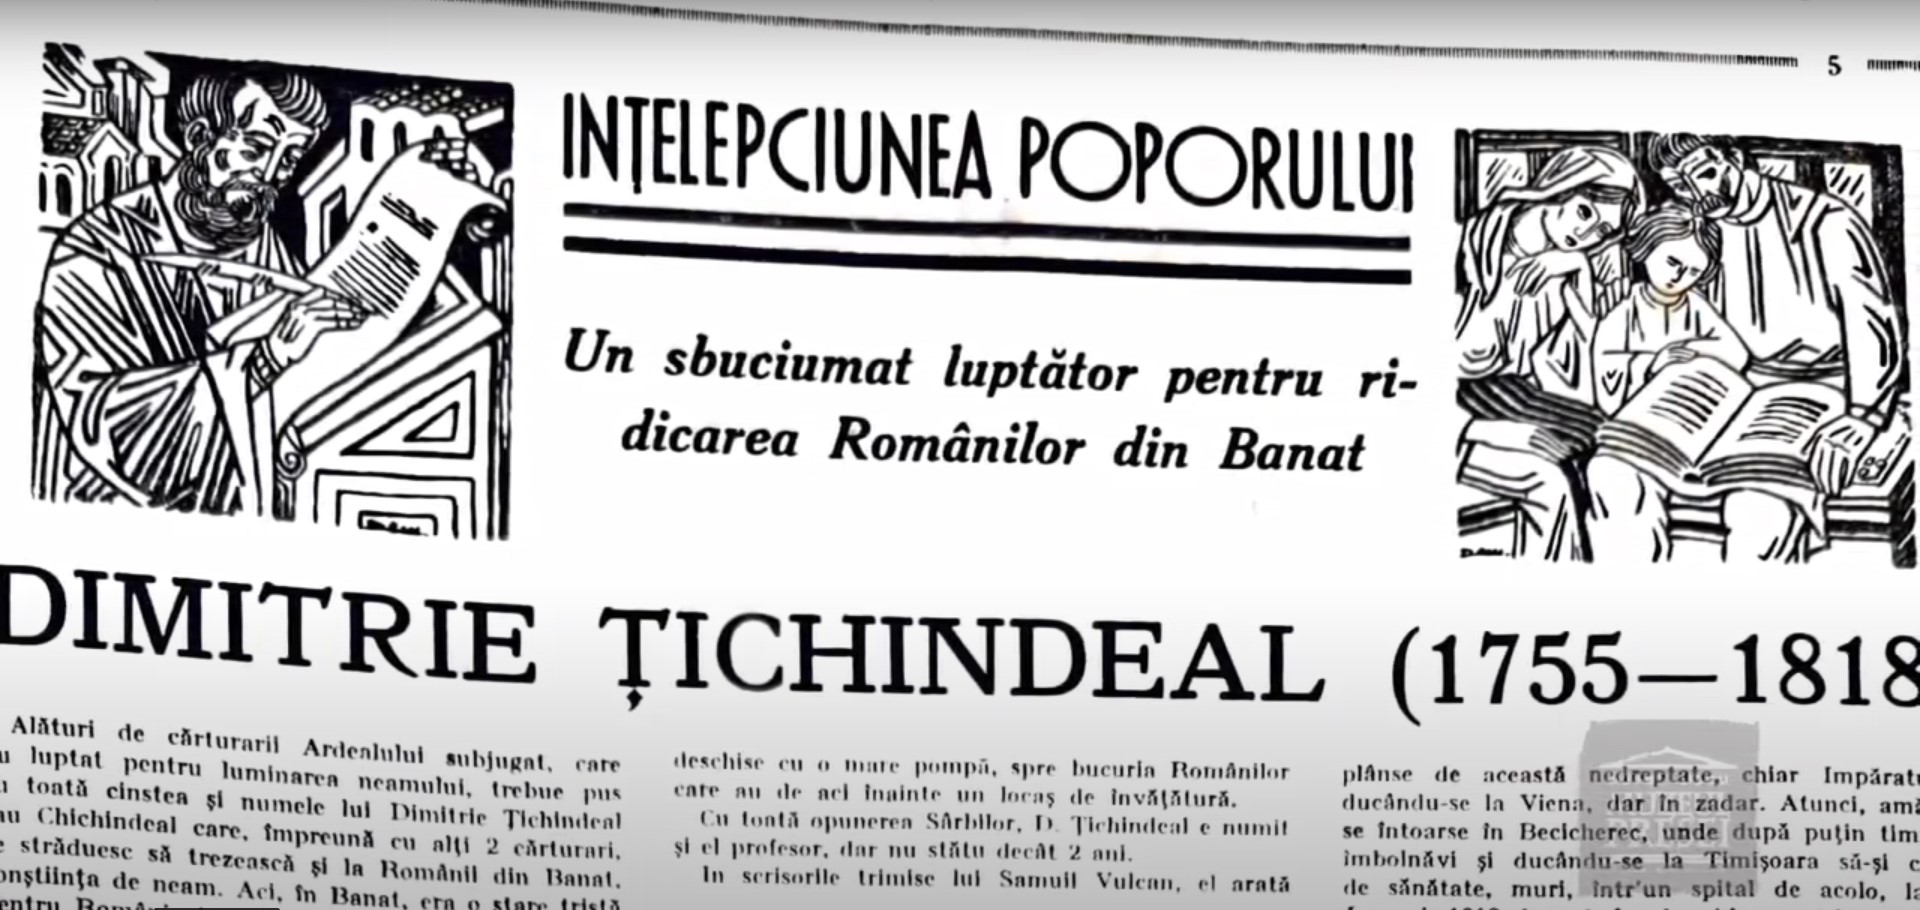 5
INȚELEPCIUNEA POPORULUI
Un sbuciumat luptător pentru ri-
dicarea Românilor din Banat
DIMITRIE ȚICHINDEAL (1755—1818
Alături de cărturarii Ardealului subjugat, care
luptat pentru luminarea neamului, trebue pus
toată cinstea și numele lui Dimitrie Țichindeal
Chichindeal care, împreună cu alți 2 cărturari,
străduesc să trezească și la Românii din Banat,
conștiința de neam. Aci, în Banat, era o stare tristă
deschise cu o mare pompă, spre bucuria Românilor
care au de aci înainte un locaș de învățătură.
Cu toată opunerea Sârbilor, D. Țichindeal e numit
și el profesor, dar nu stătu decât 2 ani.
In scrisorile trimise lui Samuil Vulcan, el arată
plânse de această nedreptate, chiar Impărat
ducându-se la Viena, dar în zadar. Atunci, am
se întoarse în Becicherec, unde după puțin tim
îmbolnăvi și ducându-se la Timișoara să-și c
de sănătate, muri, într'un spital de acolo, la